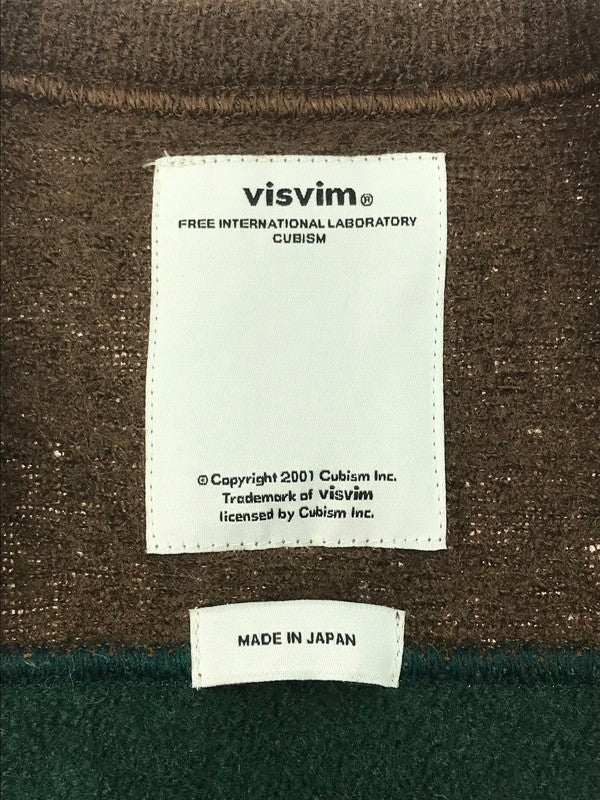 visvim®
FREE INTERNATIONAL LABORATORY
CUBISM
© Copyright 2001 Cubism Inc.
Trademark of visvim
licensed by Cubism Inc.
MADE IN JAPAN